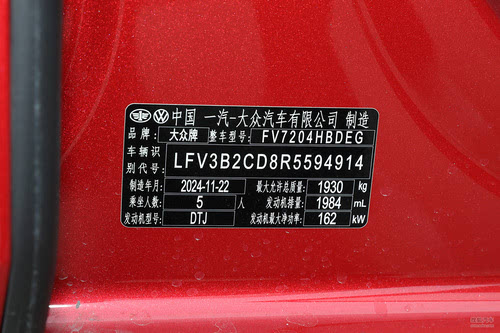 中国 一汽-大众汽车有限公司 制造
品牌 大众牌 整车型号 FV7204HBDEG
车辆识别代号 LFV3B2CD8R5594914
制造年月 2024-11-22 最大允许总质量 1930 kg
乘坐人数 5 人 发动机排量 1984 mL
发动机型号 DTJ 发动机最大净功率 162 kW